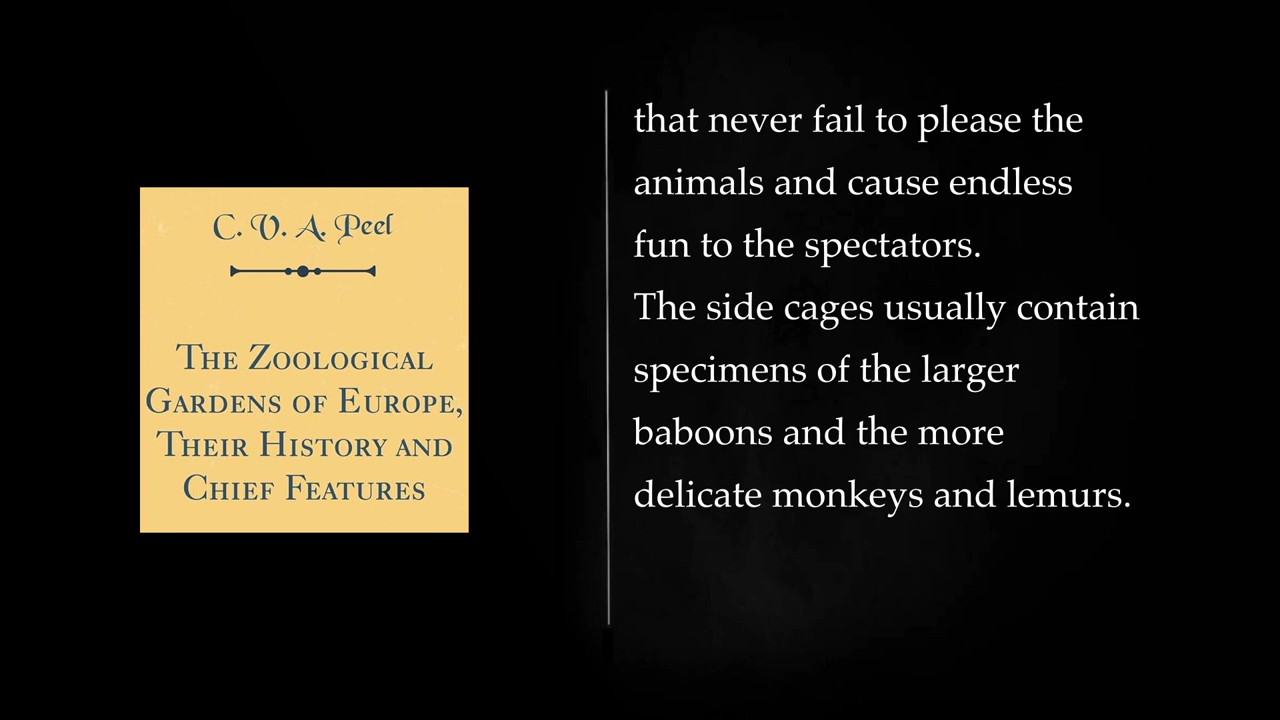 C. V. A. Peel
The Zoological
Gardens of Europe,
Their History and
Chief Features
that never fail to please the
animals and cause endless
fun to the spectators.
The side cages usually contain
specimens of the larger
baboons and the more
delicate monkeys and lemurs.